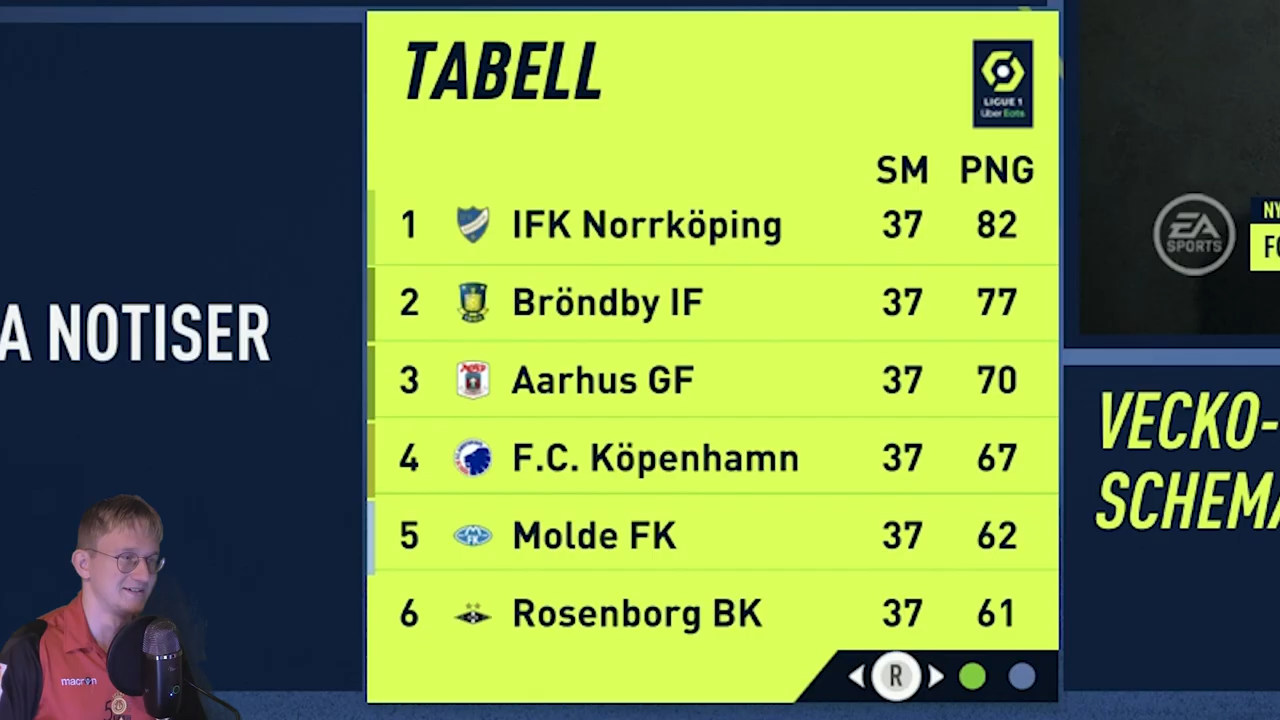 TABELL
LIGUE 1
Uber Eats
SM PNG
1 IFK Norrköping 37 82
2 Bröndby IF 37 77
3 Aarhus GF 37 70
4 F.C. Köpenhamn 37 67
5 Molde FK 37 62
6 Rosenborg BK 37 61
R
A NOTISER
EA
SPORTS
NY
FO
VECKO-
SCHEMA
macron